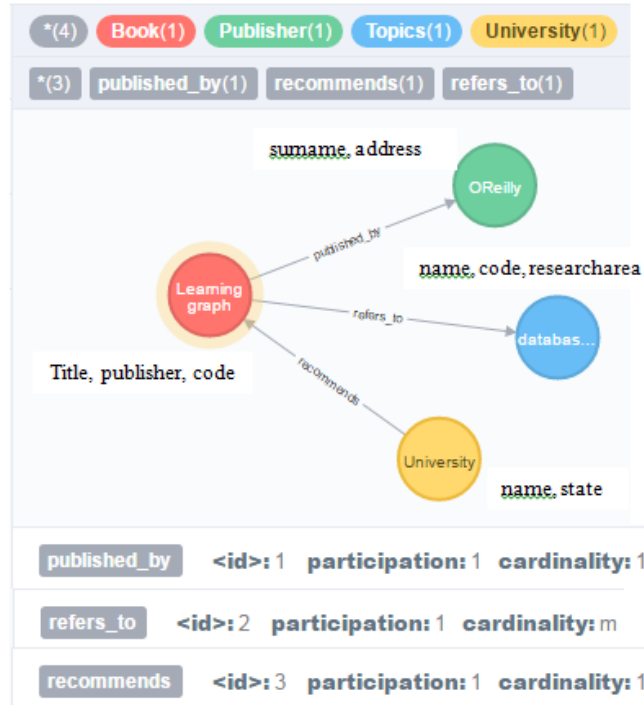 *(4) Book(1) Publisher(1) Topics(1) University(1)
*(3) published_by(1) recommends(1) refers_to(1)
surname, address
OReilly
published_by
name, code, researcharea
Learning
graph
refers_to
databas...
Title, publisher, code
recommends
University
name, state
published_by <id>: 1 participation: 1 cardinality: 1
refers_to <id>: 2 participation: 1 cardinality: m
recommends <id>: 3 participation: 1 cardinality: 1